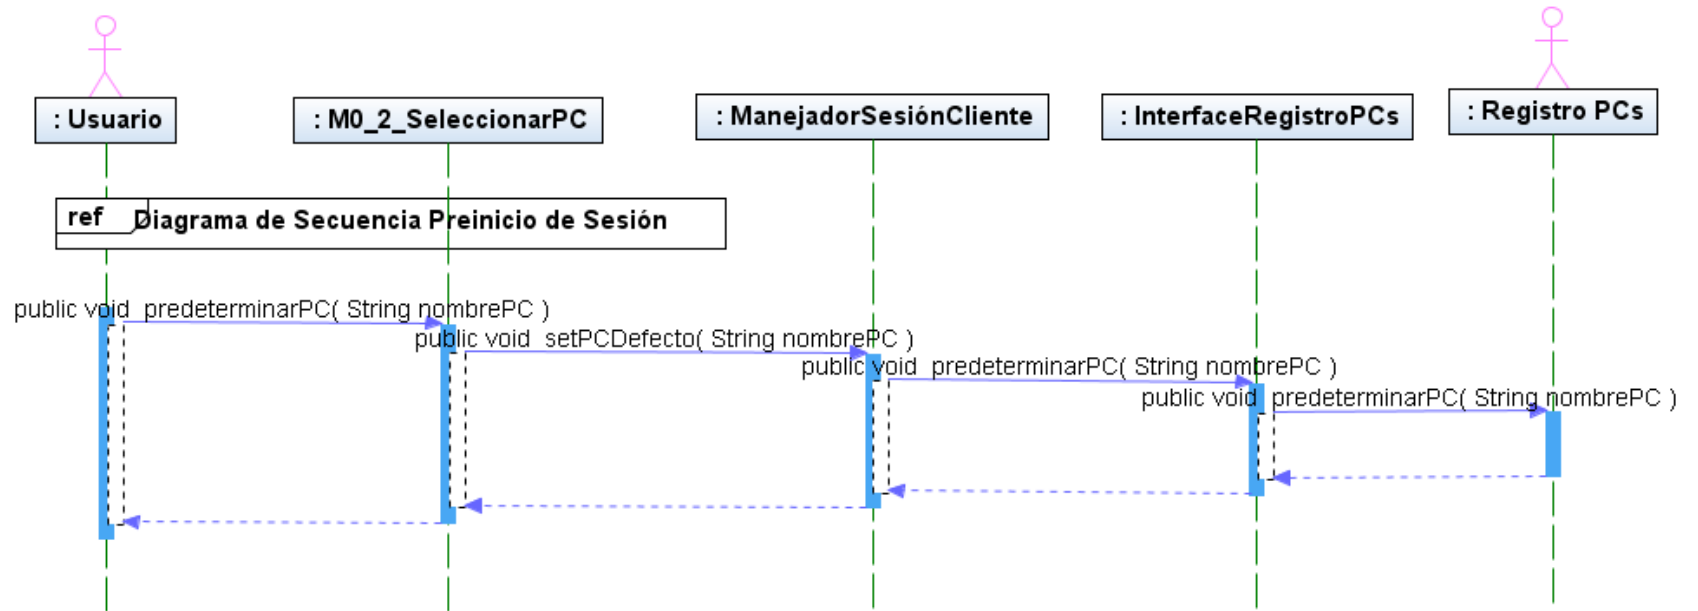 : Usuario
: M0_2_SeleccionarPC
: ManejadorSesiónCliente
: InterfaceRegistroPCs
: Registro PCs
ref Diagrama de Secuencia Preinicio de Sesión
public void predeterminarPC( String nombrePC )
public void setPCDefecto( String nombrePC )
public void predeterminarPC( String nombrePC )
public void predeterminarPC( String nombrePC )